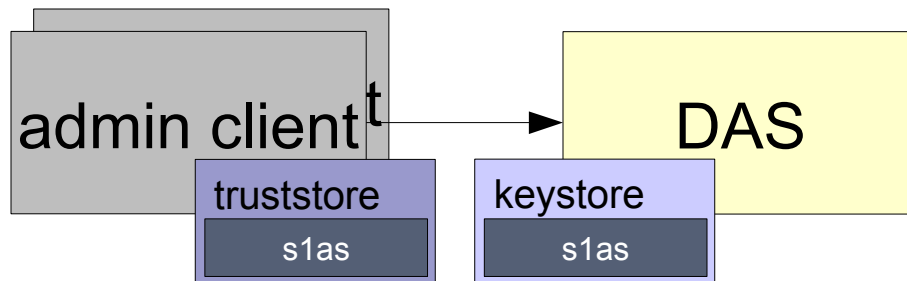 admin client
t
DAS
truststore
keystore
s1as
s1as